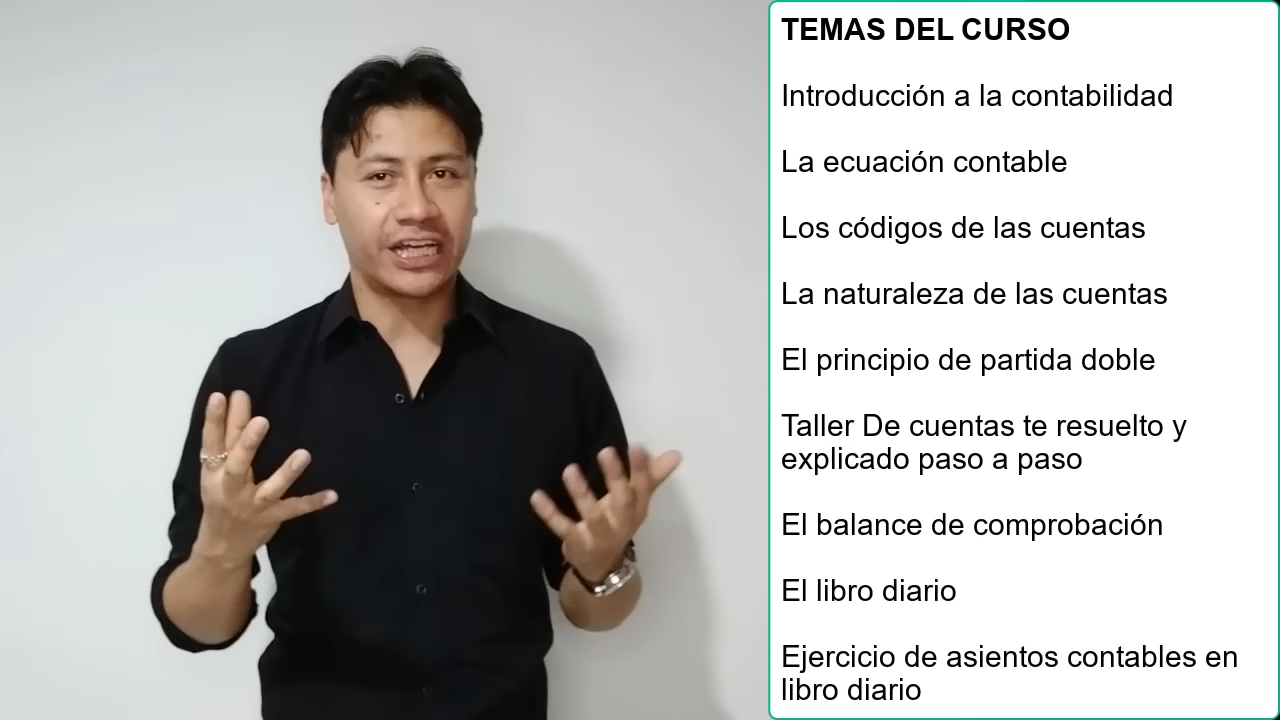 TEMAS DEL CURSO
Introducción a la contabilidad
La ecuación contable
Los códigos de las cuentas
La naturaleza de las cuentas
El principio de partida doble
Taller De cuentas te resuelto y
explicado paso a paso
El balance de comprobación
El libro diario
Ejercicio de asientos contables en
libro diario